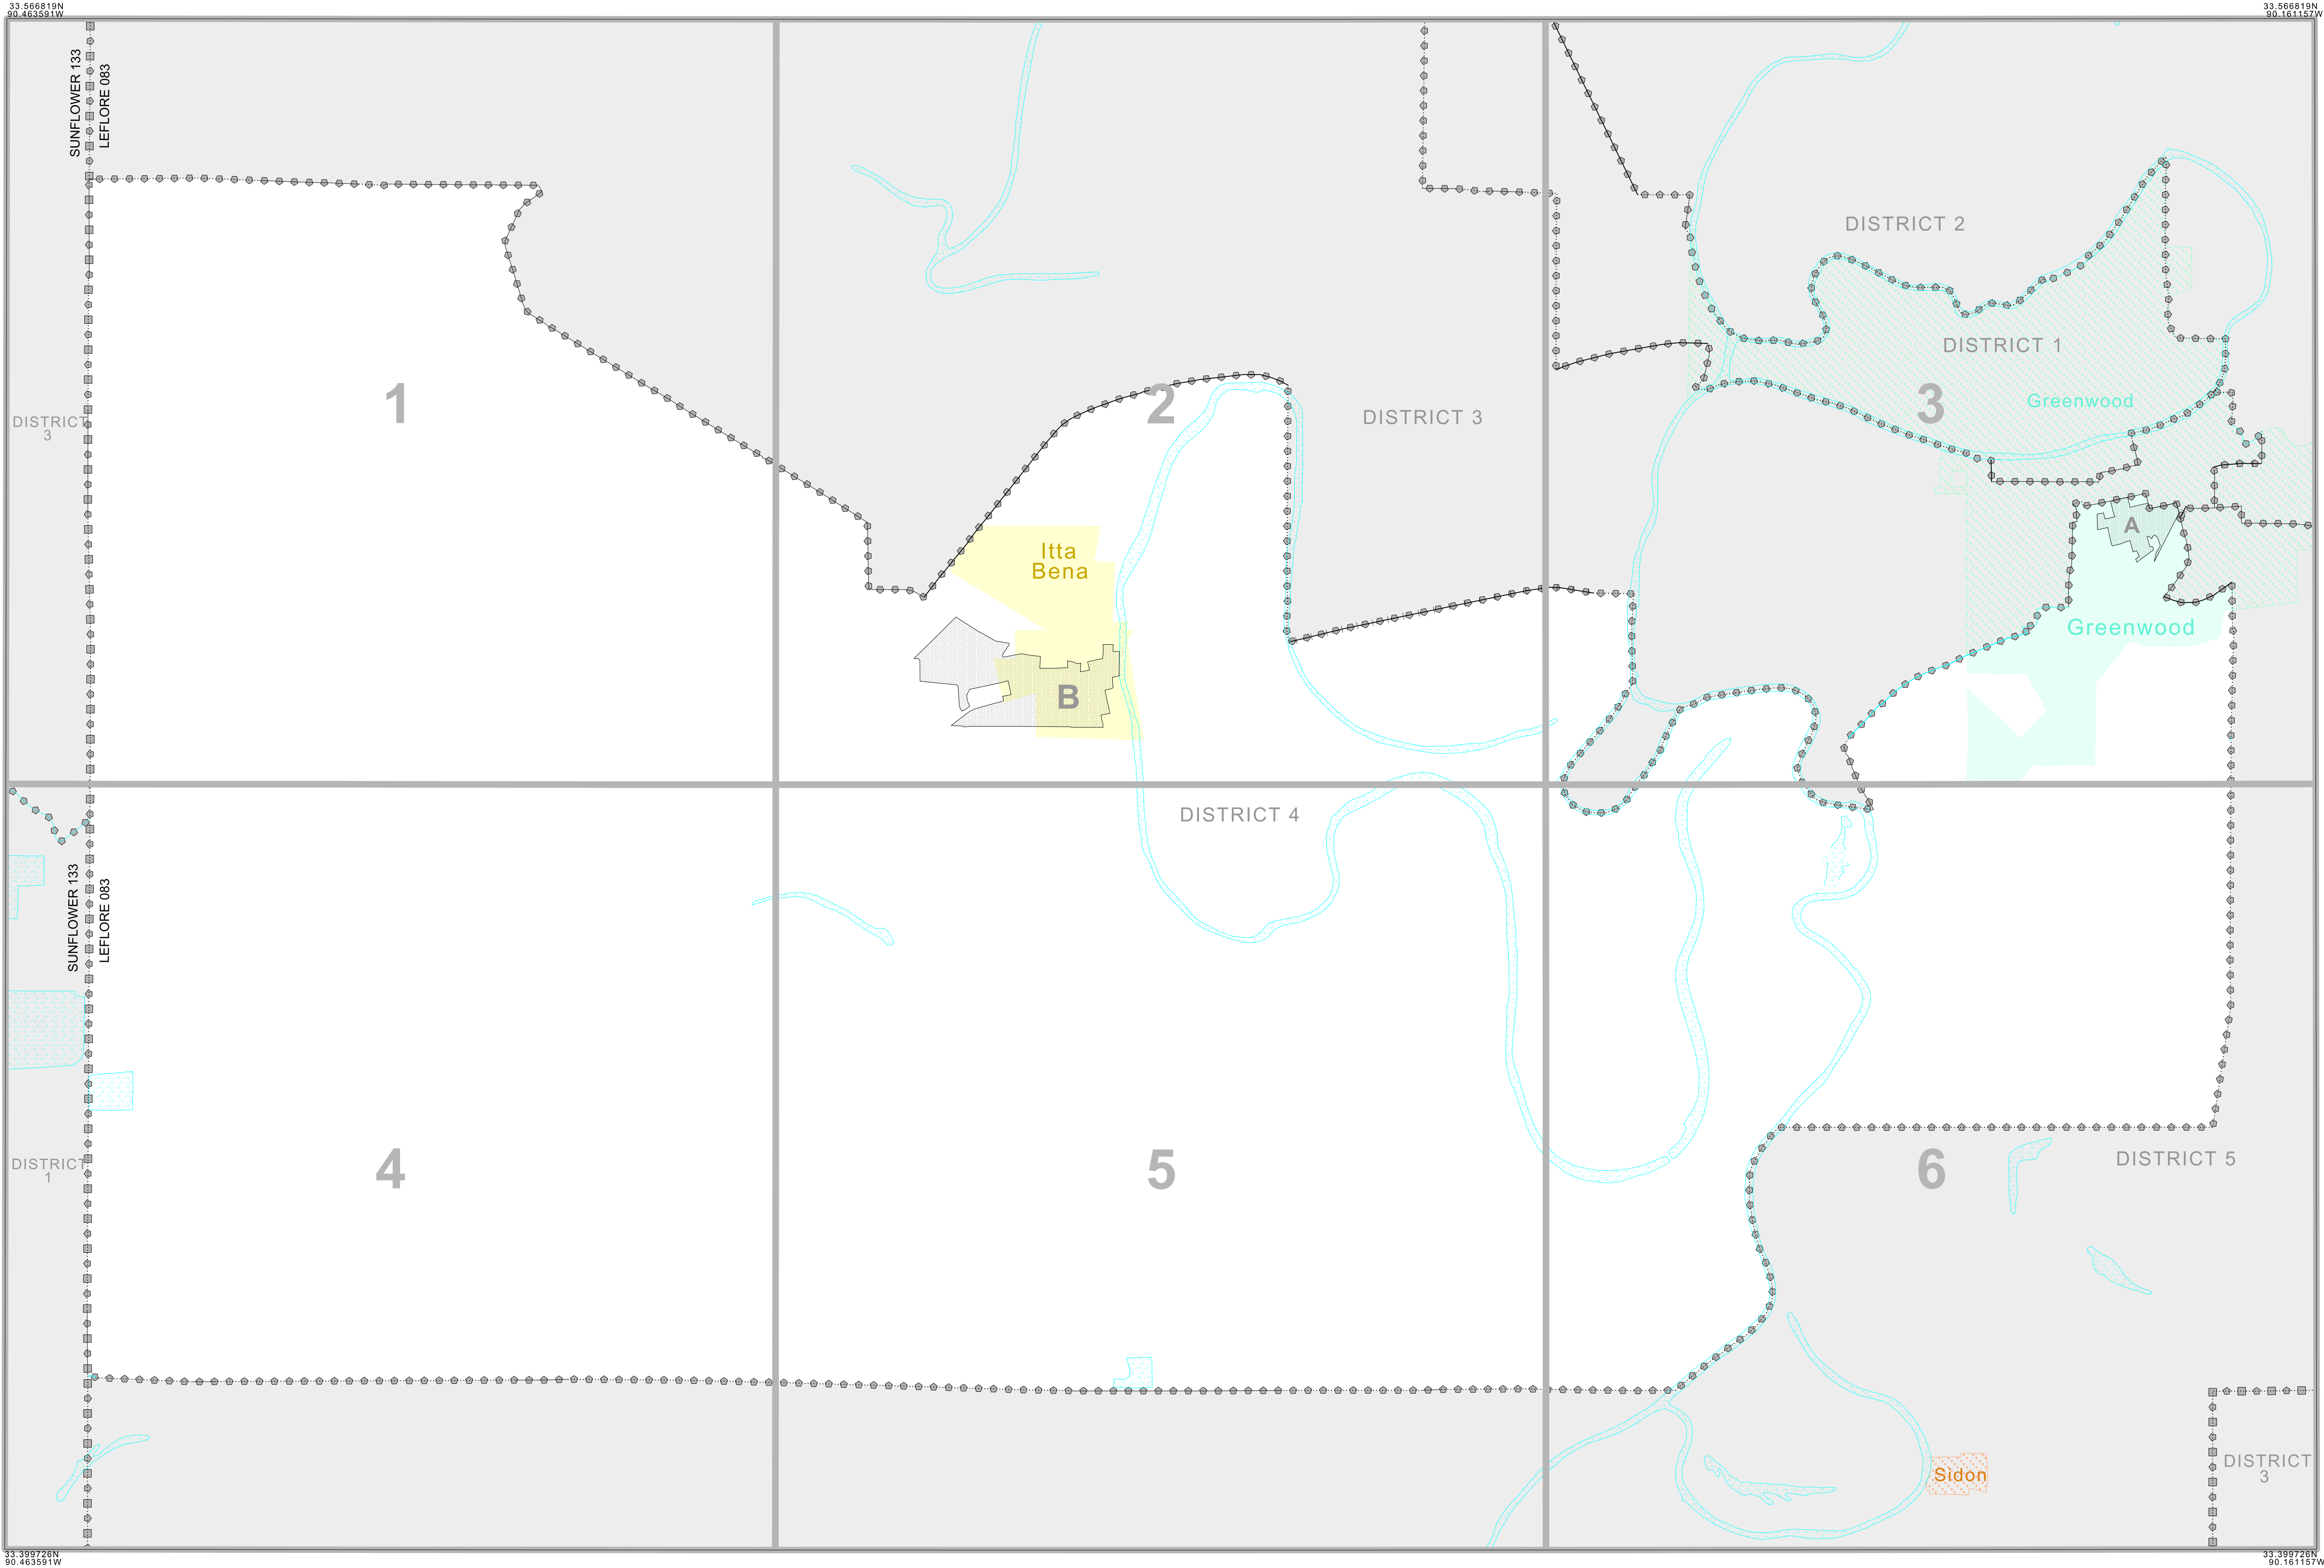 33.566819N
90.463591W
33.566819N
90.161157W
SUNFLOWER 133
LEFLORE 083
DISTRICT 2
DISTRICT 1
1
2
3
DISTRICT 3
Greenwood
DISTRICT
3
A
Itta
Bena
Greenwood
B
DISTRICT 4
SUNFLOWER 133
LEFLORE 083
4
5
6
DISTRICT 5
DISTRICT
1
Sidon
DISTRICT
3
33.399726N
90.463591W
33.399726N
90.161157W